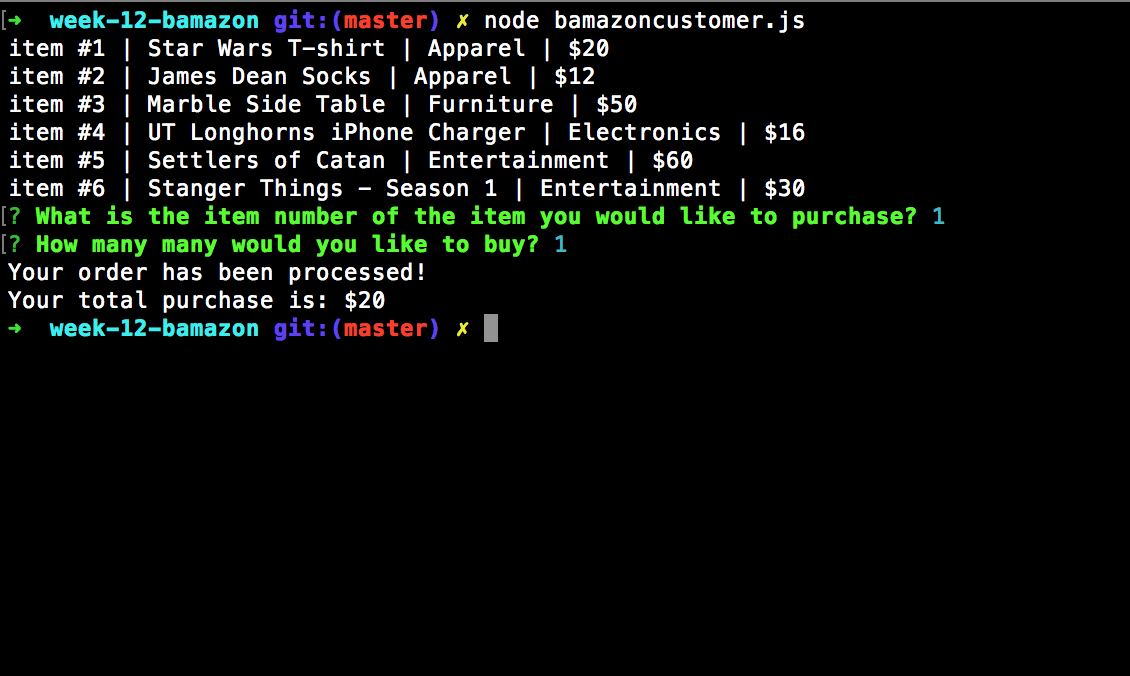 [➜  week-12-bamazon git:(master) ✗ node bamazoncustomer.js
item #1 | Star Wars T-shirt | Apparel | $20
item #2 | James Dean Socks | Apparel | $12
item #3 | Marble Side Table | Furniture | $50
item #4 | UT Longhorns iPhone Charger | Electronics | $16
item #5 | Settlers of Catan | Entertainment | $60
item #6 | Stanger Things - Season 1 | Entertainment | $30
[? What is the item number of the item you would like to purchase? 1
[? How many many would you like to buy? 1
Your order has been processed!
Your total purchase is: $20
➜  week-12-bamazon git:(master) ✗